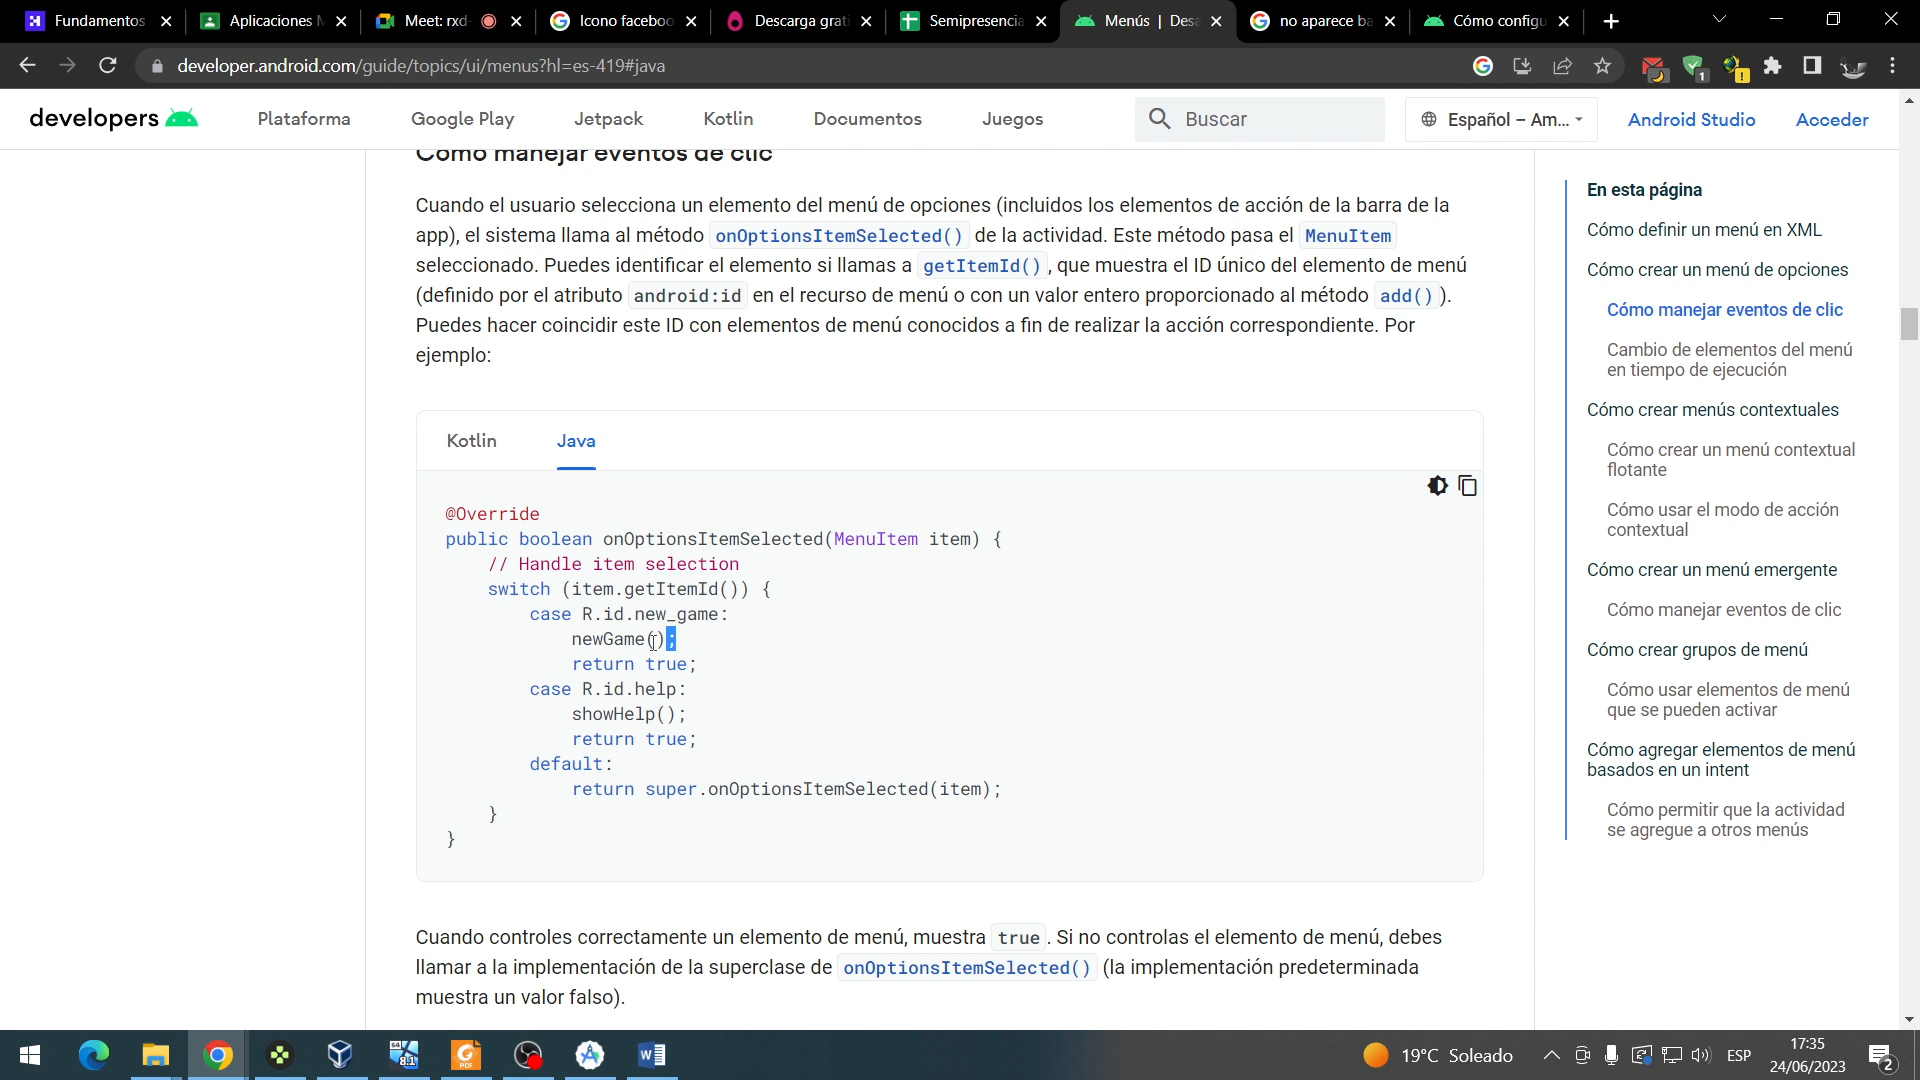 Fundamentos
Aplicaciones M
Meet: rxd-
Icono faceboo
Descarga grati
Semipresencia
Menús | Desa
no aparece ba
Cómo configu
developer.android.com/guide/topics/ui/menus?hl=es-419#java
1
developers
Plataforma
Google Play
Jetpack
Kotlin
Documentos
Juegos
Buscar
Español – Am...
Android Studio
Acceder
Cómo manejar eventos de clic
Cuando el usuario selecciona un elemento del menú de opciones (incluidos los elementos de acción de la barra de la
app), el sistema llama al método onOptionsItemSelected() de la actividad. Este método pasa el MenuItem
seleccionado. Puedes identificar el elemento si llamas a getItemId(), que muestra el ID único del elemento de menú
(definido por el atributo android:id en el recurso de menú o con un valor entero proporcionado al método add()).
Puedes hacer coincidir este ID con elementos de menú conocidos a fin de realizar la acción correspondiente. Por
ejemplo:
Kotlin
Java
@Override
public boolean onOptionsItemSelected(MenuItem item) {
    // Handle item selection
    switch (item.getItemId()) {
        case R.id.new_game:
            newGame();
            return true;
        case R.id.help:
            showHelp();
            return true;
        default:
            return super.onOptionsItemSelected(item);
    }
}
Cuando controles correctamente un elemento de menú, muestra true. Si no controlas el elemento de menú, debes
llamar a la implementación de la superclase de onOptionsItemSelected() (la implementación predeterminada
muestra un valor falso).
En esta página
Cómo definir un menú en XML
Cómo crear un menú de opciones
Cómo manejar eventos de clic
Cambio de elementos del menú
en tiempo de ejecución
Cómo crear menús contextuales
Cómo crear un menú contextual
flotante
Cómo usar el modo de acción
contextual
Cómo crear un menú emergente
Cómo manejar eventos de clic
Cómo crear grupos de menú
Cómo usar elementos de menú
que se pueden activar
Cómo agregar elementos de menú
basados en un intent
Cómo permitir que la actividad
se agregue a otros menús
64
8.1
PDF
19°C Soleado
ESP
17:35
24/06/2023
2